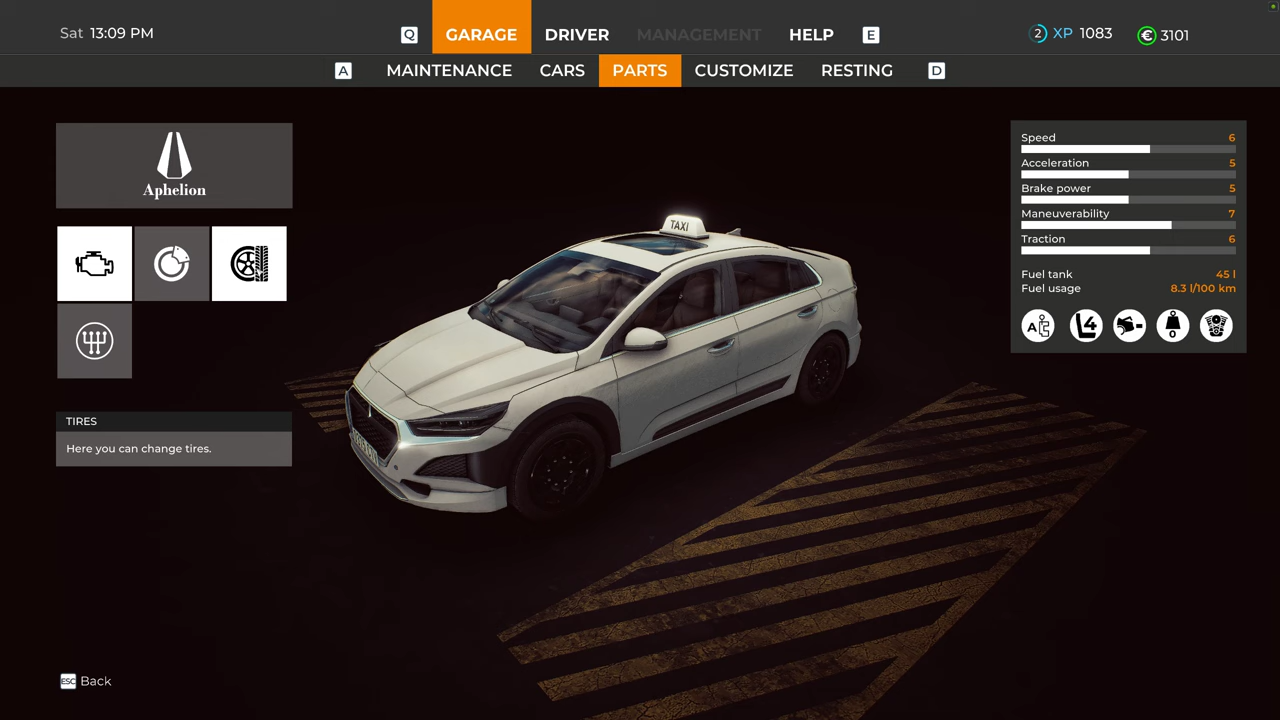 Sat 13:09 PM
Q GARAGE DRIVER MANAGEMENT HELP E
2 XP 1083 € 3101
A MAINTENANCE CARS PARTS CUSTOMIZE RESTING D
Aphelion
TIRES
Here you can change tires.
TAXI
Speed 6
Acceleration 5
Brake power 5
Maneuverability 7
Traction 6
Fuel tank 45 l
Fuel usage 8.3 l/100 km
A 4
ESC Back